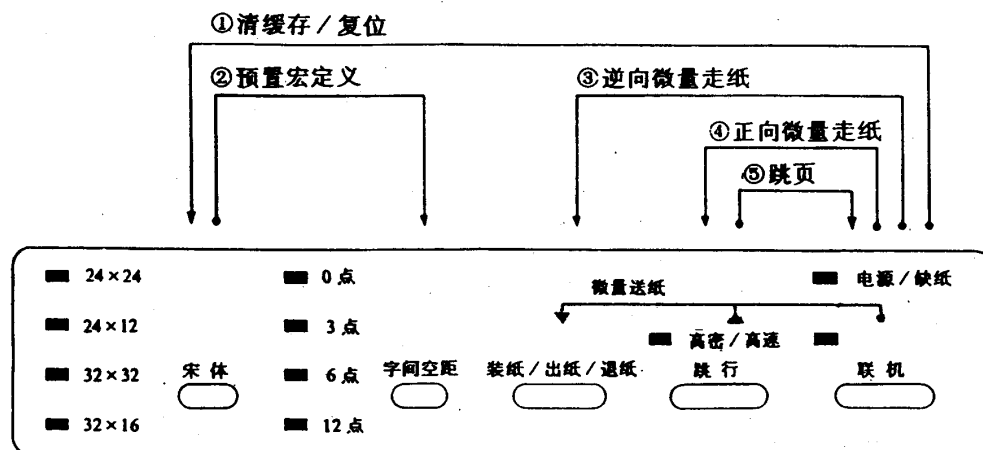 ①清缓存/复位
②预置宏定义
③逆向微量走纸
④正向微量走纸
⑤跳页
24×24
0点
微量送纸
电源/缺纸
24×12
3点
高密/高速
32×32
宋体
6点
字间空距
装纸/出纸/退纸
跳行
联机
32×16
12点